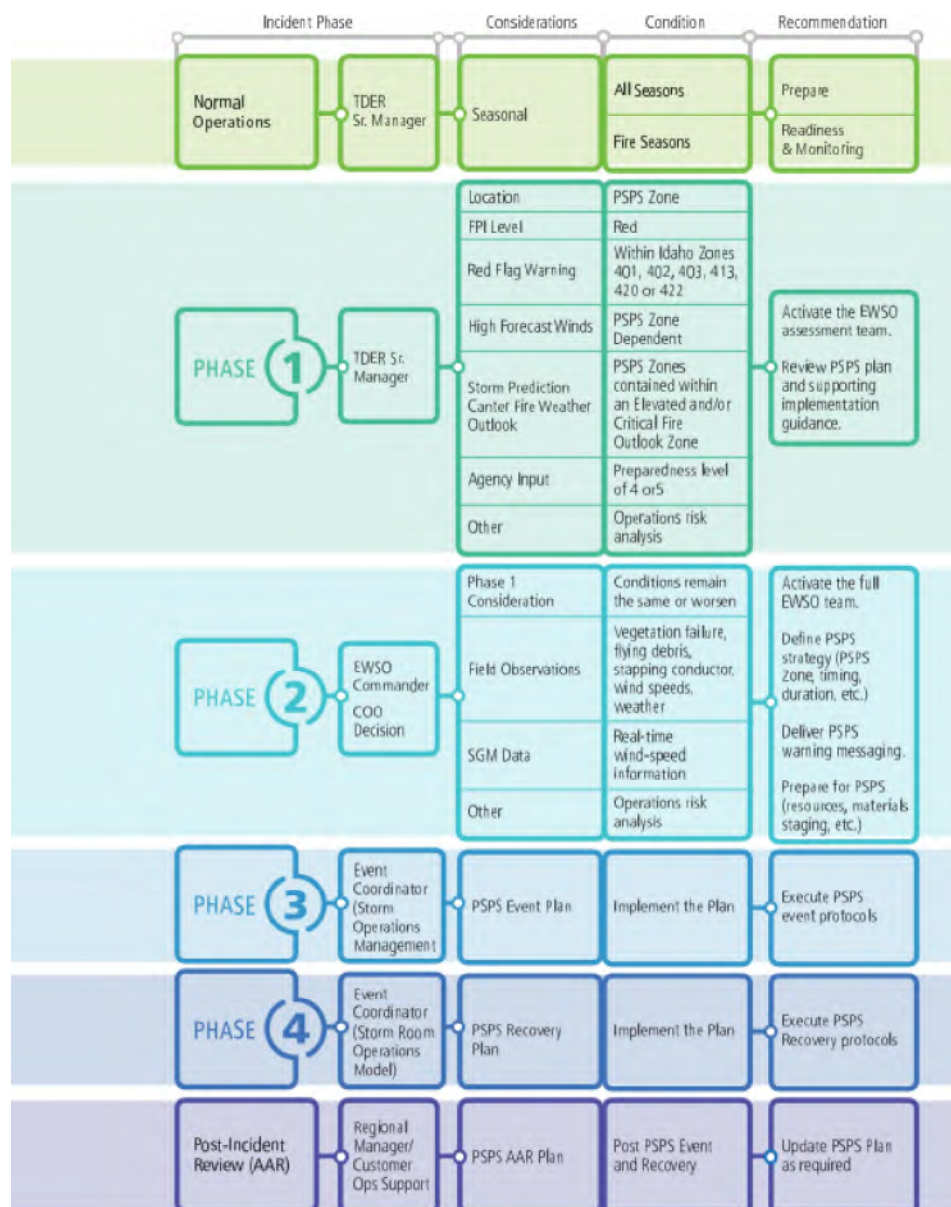 Incident Phase
Considerations
Condition
Recommendation
Normal
Operations
TDER
Sr. Manager
Seasonal
All Seasons
Fire Seasons
Prepare
Readiness
& Monitoring
PHASE 1
TDER Sr.
Manager
Location
PSPS Zone
FPI Level
Red
Red Flag Warning
Within Idaho Zones
401, 402, 403, 413,
420 or 422
High Forecast Winds
PSPS Zone
Dependent
Storm Prediction
Canter Fire Weather
Outlook
PSPS Zones
contained within
an Elevated and/or
Critical Fire
Outlook Zone
Agency Input
Preparedness level
of 4 or5
Other
Operations risk
analysis
Activate the EWSO
assessment team.
Review PSPS plan
and supporting
implementation
guidance.
PHASE 2
EWSO
Commander
COO
Decision
Phase 1
Consideration
Conditions remain
the same or worsen
Field Observations
Vegetation failure,
flying debris,
stapping conductor,
wind speeds,
weather
SGM Data
Real-time
wind-speed
information
Other
Operations risk
analysis
Activate the full
EWSO team.
Define PSPS
strategy (PSPS
Zone, timing,
duration, etc.)
Deliver PSPS
warning messaging.
Prepare for PSPS
(resources, materials
staging, etc.)
PHASE 3
Event
Coordinator
(Storm
Operations
Management
PSPS Event Plan
Implement the Plan
Execute PSPS
event protocols
PHASE 4
Event
Coordinator
(Storm Room
Operations
Model)
PSPS Recovery
Plan
Implement the Plan
Execute PSPS
Recovery protocols
Post-Incident
Review (AAR)
Regional
Manager/
Customer
Ops Support
PSPS AAR Plan
Post PSPS Event
and Recovery
Update PSPS Plan
as required